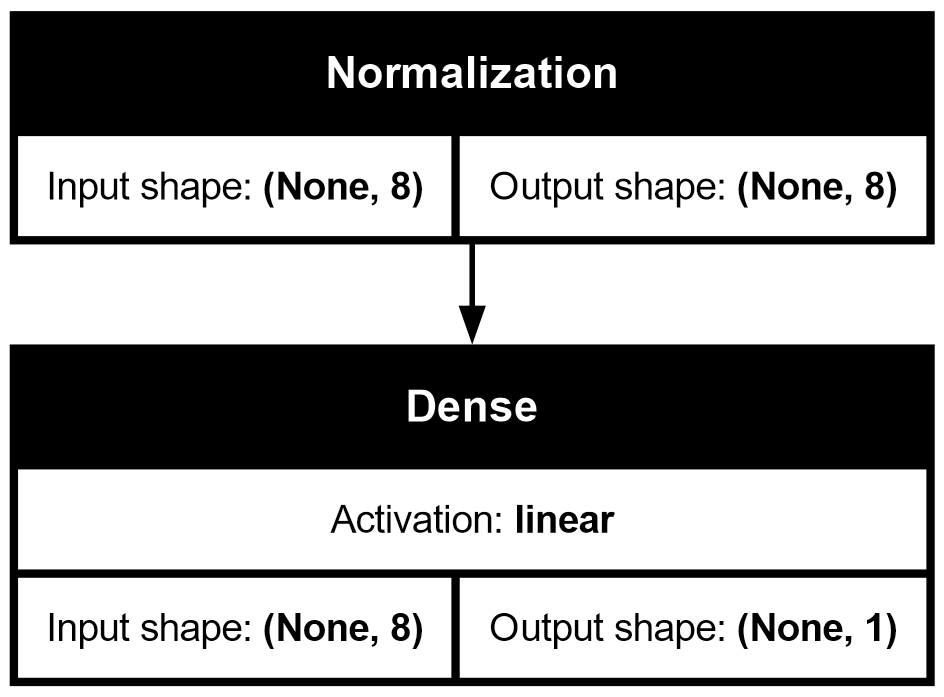 Normalization
Input shape: (None, 8) Output shape: (None, 8)
Dense
Activation: linear
Input shape: (None, 8) Output shape: (None, 1)